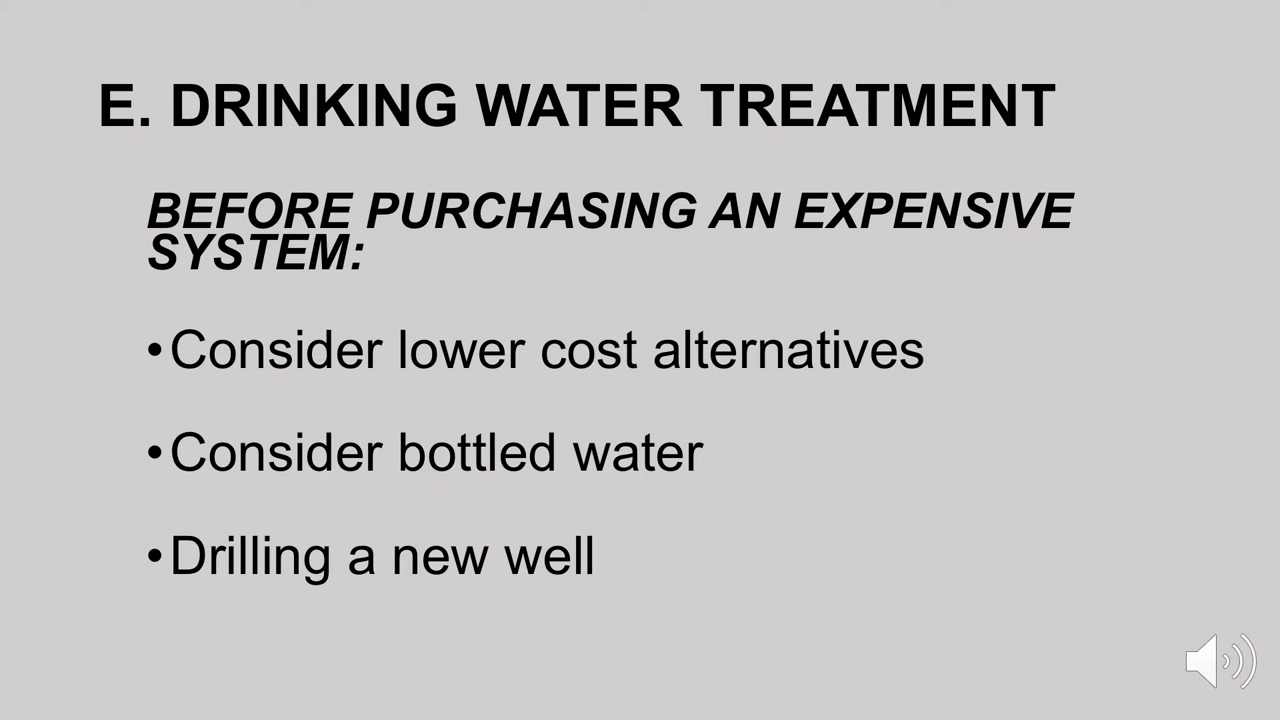 E. DRINKING WATER TREATMENT
BEFORE PURCHASING AN EXPENSIVE
SYSTEM:
•Consider lower cost alternatives
•Consider bottled water
•Drilling a new well